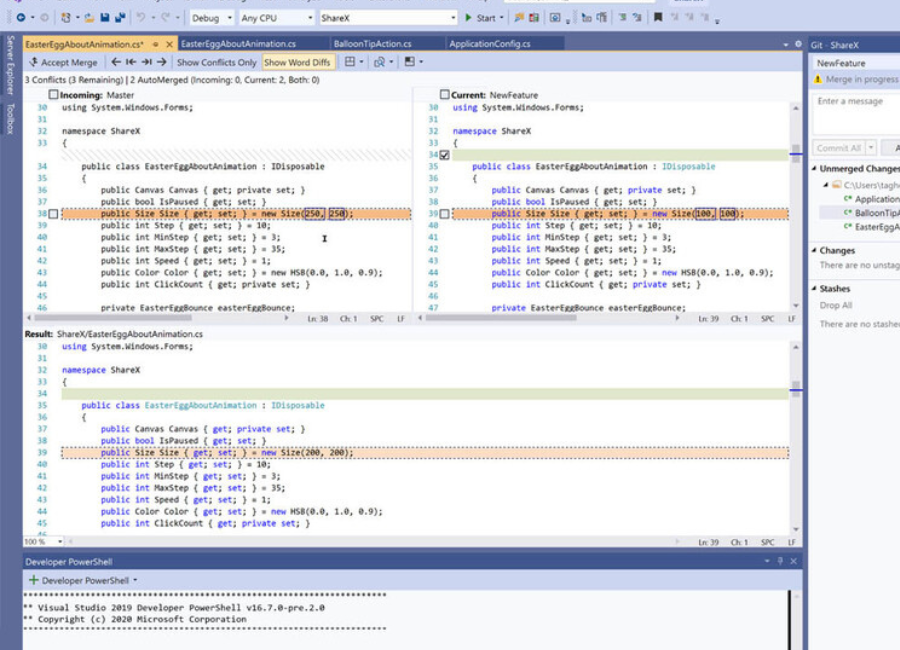 Debug Any CPU ShareX Start
Server Explorer
Toolbox
EasterEggAboutAnimation.cs* EasterEggAboutAnimation.cs BalloonTipAction.cs ApplicationConfig.cs
Accept Merge Show Conflicts Only Show Word Diffs
3 Conflicts (3 Remaining) | 2 AutoMerged (Incoming: 0, Current: 2, Both: 0)
Incoming: Master
30 using System.Windows.Forms;
31
32 namespace ShareX
33 {
34 public class EasterEggAboutAnimation : IDisposable
35 {
36 public Canvas Canvas { get; private set; }
37 public bool IsPaused { get; set; }
38 public Size Size { get; set; } = new Size(250, 250);
39 public int Step { get; set; } = 10;
40 public int MinStep { get; set; } = 3;
41 public int MaxStep { get; set; } = 35;
42 public int Speed { get; set; } = 1;
43 public Color Color { get; set; } = new HSB(0.0, 1.0, 0.9);
44 public int ClickCount { get; private set; }
45
46 private EasterEggBounce easterEggBounce;
Ln: 38 Ch: 1 SPC LF
Current: NewFeature
30 using System.Windows.Forms;
31
32 namespace ShareX
33 {
34
35 public class EasterEggAboutAnimation : IDisposable
36 {
37 public Canvas Canvas { get; private set; }
38 public bool IsPaused { get; set; }
39 public Size Size { get; set; } = new Size(100, 100);
40 public int Step { get; set; } = 10;
41 public int MinStep { get; set; } = 3;
42 public int MaxStep { get; set; } = 35;
43 public int Speed { get; set; } = 1;
44 public Color Color { get; set; } = new HSB(0.0, 1.0, 0.9);
45 public int ClickCount { get; private set; }
46
47 private EasterEggBounce easterEggBounce;
Ln: 39 Ch: 1 SPC LF
Result: ShareX/EasterEggAboutAnimation.cs
30 using System.Windows.Forms;
31
32 namespace ShareX
33 {
34
35 public class EasterEggAboutAnimation : IDisposable
36 {
37 public Canvas Canvas { get; private set; }
38 public bool IsPaused { get; set; }
39 public Size Size { get; set; } = new Size(200, 200);
40 public int Step { get; set; } = 10;
41 public int MinStep { get; set; } = 3;
42 public int MaxStep { get; set; } = 35;
43 public int Speed { get; set; } = 1;
44 public Color Color { get; set; } = new HSB(0.0, 1.0, 0.9);
45 public int ClickCount { get; private set; }
46
100 % Ln: 39 Ch: 1 SPC LF
Developer PowerShell
Developer PowerShell
** Visual Studio 2019 Developer PowerShell v16.7.0-pre.2.0
** Copyright (c) 2020 Microsoft Corporation
Git - ShareX
NewFeature
Merge in progress
Enter a message
Commit All A
Unmerged Changes
C:\Users\tagh
C# Application
C# BalloonTipA
C# EasterEggA
Changes
There are no unstag
Stashes
Drop All
There are no stashe